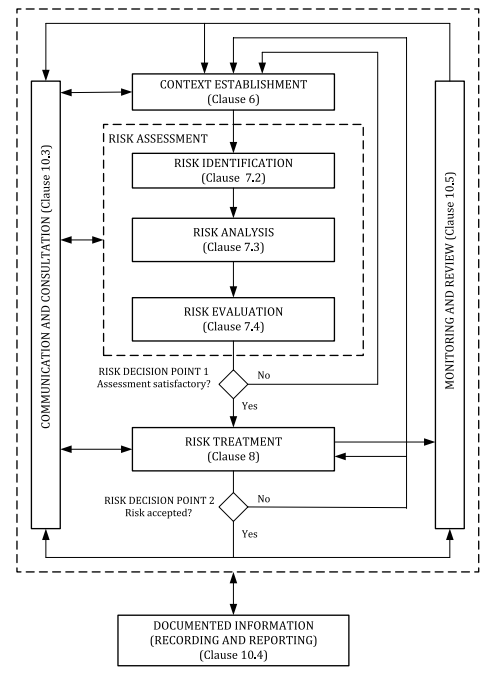 CONTEXT ESTABLISHMENT
(Clause 6)
RISK ASSESSMENT
RISK IDENTIFICATION
(Clause 7.2)
RISK ANALYSIS
(Clause 7.3)
RISK EVALUATION
(Clause 7.4)
RISK DECISION POINT 1
Assessment satisfactory?
No
Yes
RISK TREATMENT
(Clause 8)
RISK DECISION POINT 2
Risk accepted?
No
Yes
COMMUNICATION AND CONSULTATION (Clause 10.3)
MONITORING AND REVIEW (Clause 10.5)
DOCUMENTED INFORMATION
(RECORDING AND REPORTING)
(Clause 10.4)